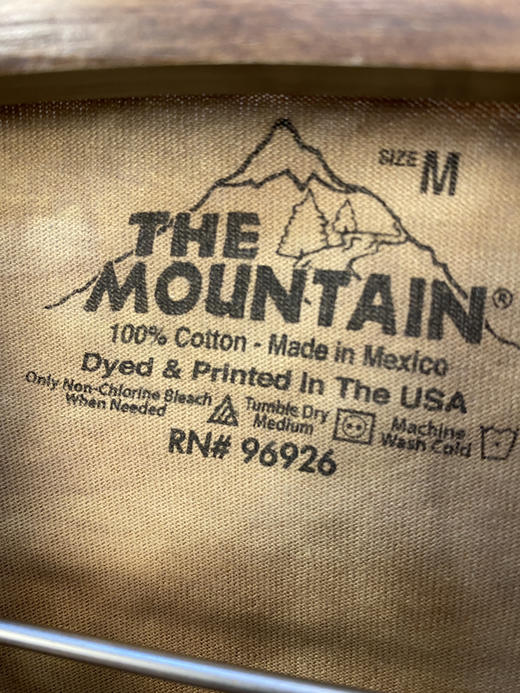 SIZE M
THE
MOUNTAIN®
100% Cotton - Made in Mexico
Dyed & Printed In The USA
Only Non-Chlorine Bleach
When Needed
Tumble Dry
Medium
Machine
Wash Cold
RN# 96926